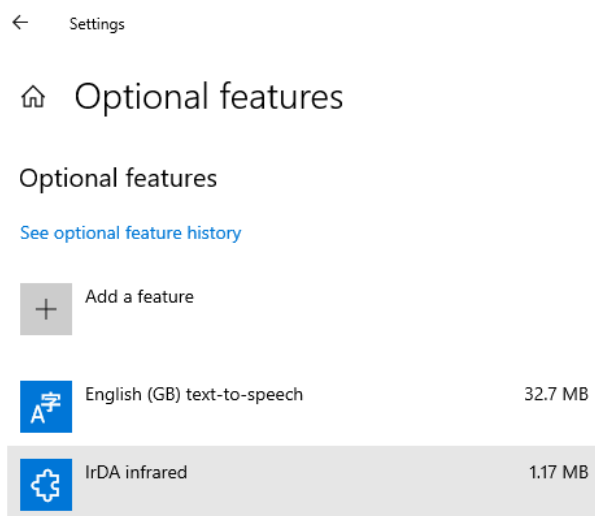 Settings
Optional features
Optional features
See optional feature history
Add a feature
English (GB) text-to-speech 32.7 MB
IrDA infrared 1.17 MB